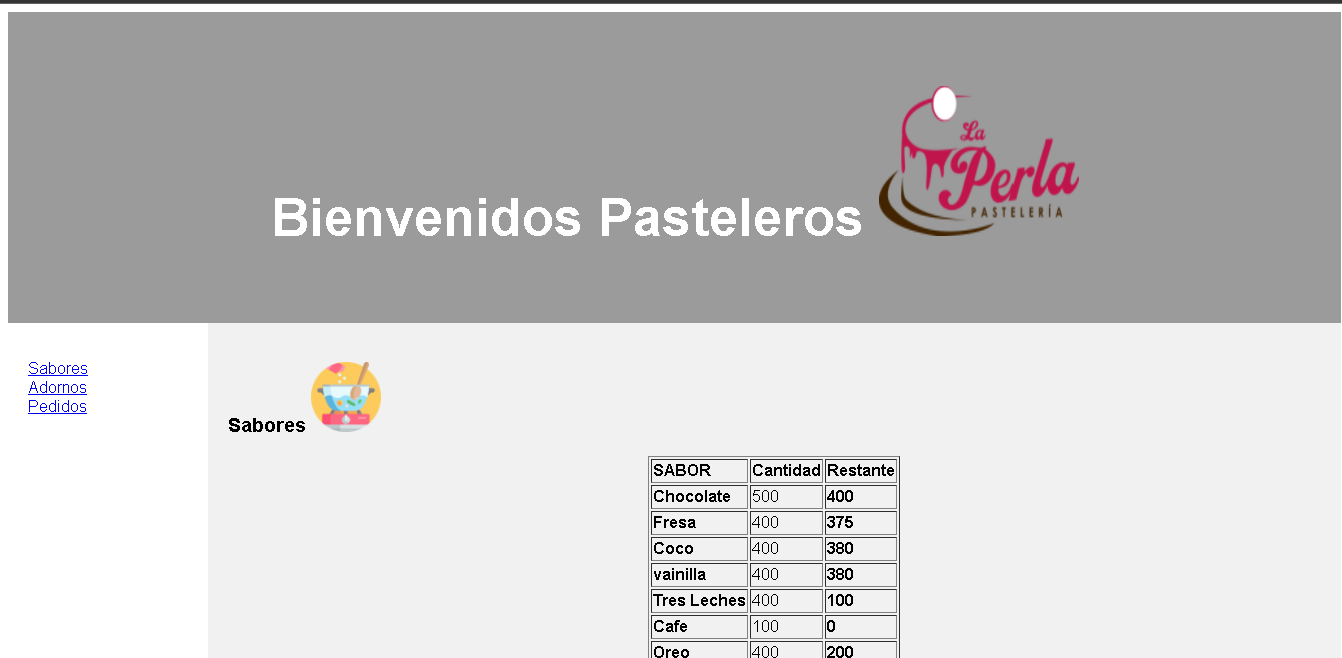 La
Perla
PASTELERÍA
Bienvenidos Pasteleros
Sabores
Adornos
Pedidos
Sabores
SABOR Cantidad Restante
Chocolate 500 400
Fresa 400 375
Coco 400 380
vainilla 400 380
Tres Leches 400 100
Cafe 100 0
Oreo 400 200